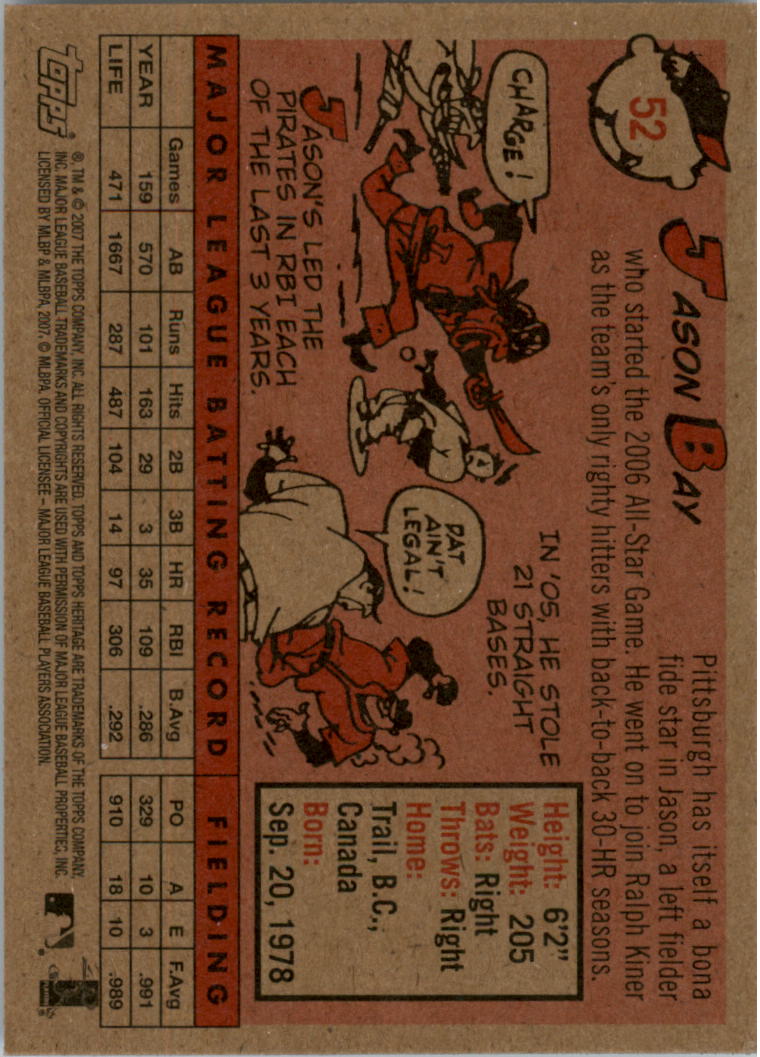 52
JASON BAY
Pittsburgh has itself a bona
fide star in Jason, a left fielder
who started the 2006 All-Star Game. He went on to join Ralph Kiner
as the team's only righty hitters with back-to-back 30-HR seasons.
CHARGE!
JASON'S LED THE
PIRATES IN RBI EACH
OF THE LAST 3 YEARS.
IN '05, HE STOLE
21 STRAIGHT
BASES.
DAT
AIN'T
LEGAL!
Height: 6'2"
Weight: 205
Bats: Right
Throws: Right
Home:
Trail, B.C.,
Canada
Born:
Sep. 20, 1978
MAJOR LEAGUE BATTING RECORD FIELDING
Games AB Runs Hits 2B 3B HR RBI B.Avg PO A E F.Avg
YEAR 159 570 101 163 29 3 35 109 .286 329 10 3 .991
LIFE 471 1667 287 487 104 14 97 306 .292 910 18 10 .989
Topps®
®, TM & © 2007 THE TOPPS COMPANY, INC. ALL RIGHTS RESERVED. TOPPS AND TOPPS HERITAGE ARE TRADEMARKS OF THE TOPPS COMPANY,
INC. MAJOR LEAGUE BASEBALL TRADEMARKS AND COPYRIGHTS ARE USED WITH PERMISSION OF MAJOR LEAGUE BASEBALL PROPERTIES, INC.
LICENSED BY MLBP & MLBPA, 2007. © MLBPA. OFFICIAL LICENSEE – MAJOR LEAGUE BASEBALL PLAYERS ASSOCIATION.